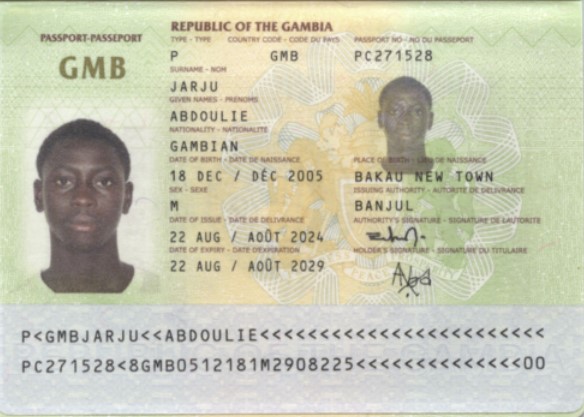 REPUBLIC OF THE GAMBIA
PASSPORT-PASSEPORT
TYPE - TYPE COUNTRY CODE - CODE DU PAYS PASSPORT NO - NO DU PASSEPORT
P GMB PC271528
GMB
SURNAME - NOM
JARJU
GIVEN NAMES - PRENOMS
ABDOULIE
NATIONALITY - NATIONALITE
GAMBIAN
DATE OF BIRTH - DATE DE NAISSANCE PLACE OF BIRTH - LIEU DE NAISSANCE
18 DEC / DÉC 2005 BAKAU NEW TOWN
SEX - SEXE ISSUING AUTHORITY - AUTORITE DE DELIVRANCE
M BANJUL
DATE OF ISSUE - DATE DE DELIVRANCE AUTHORITY'S SIGNATURE - SIGNATURE DE L'AUTORITE
22 AUG / AOÛT 2024
DATE OF EXPIRY - DATE D'EXPIRATION HOLDER'S SIGNATURE - SIGNATURE DU TITULAIRE
22 AUG / AOÛT 2029
P<GMBJARJU<<ABDOULIE<<<<<<<<<<<<<<<<<<<<<<<<
PC271528<8GMB0512181M2908225<<<<<<<<<<<<<<00